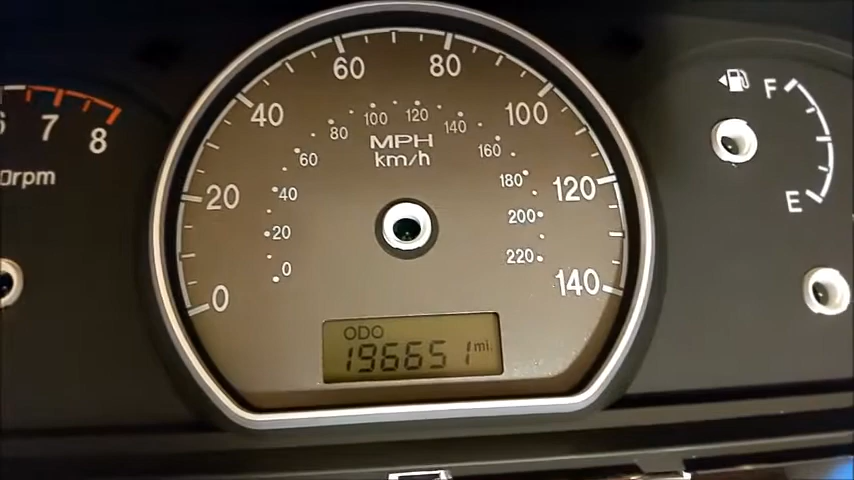 60 80
40 100
20 120
0 140
MPH
km/h
0 20 40 60 80 100 120 140 160 180 200 220
ODO
196651 mi.
7 8
0rpm
F
E